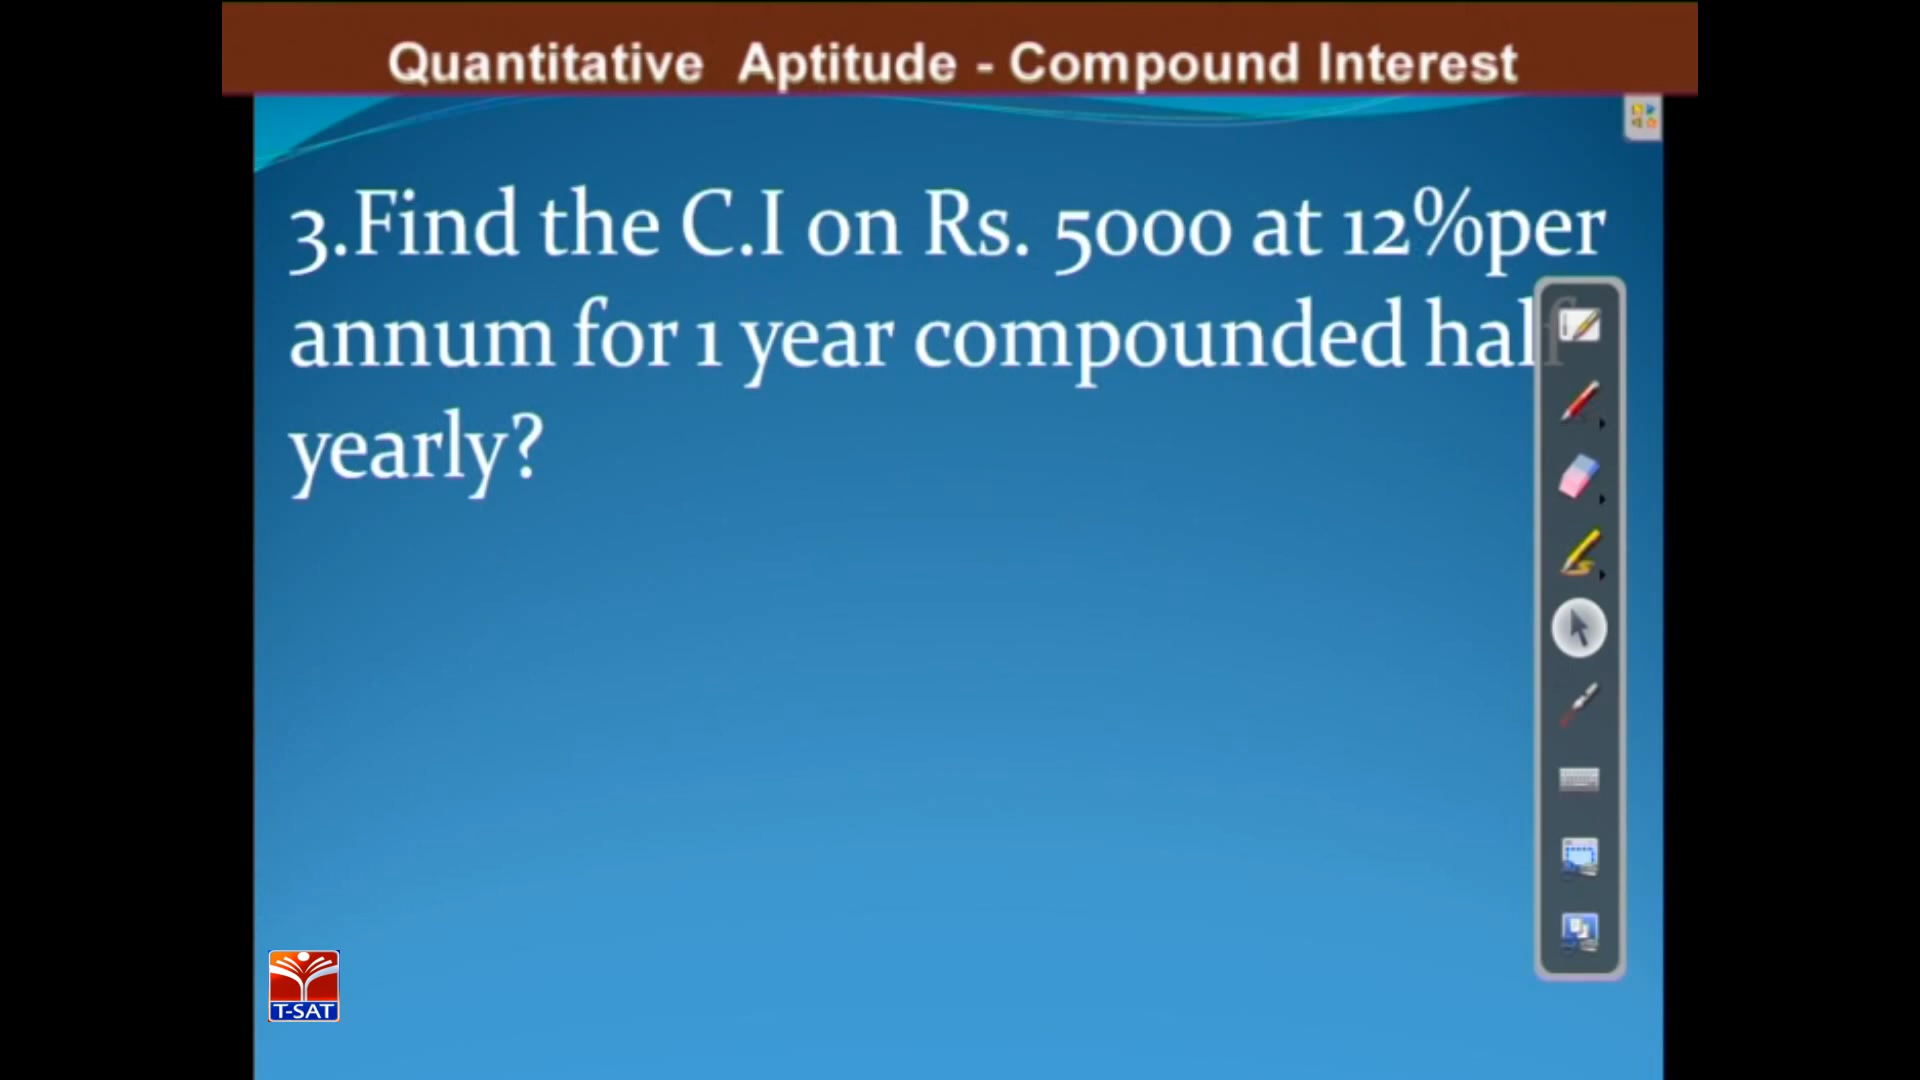 Quantitative Aptitude - Compound Interest
3.Find the C.I on Rs. 5000 at 12%per
annum for 1 year compounded half
yearly?
T-SAT